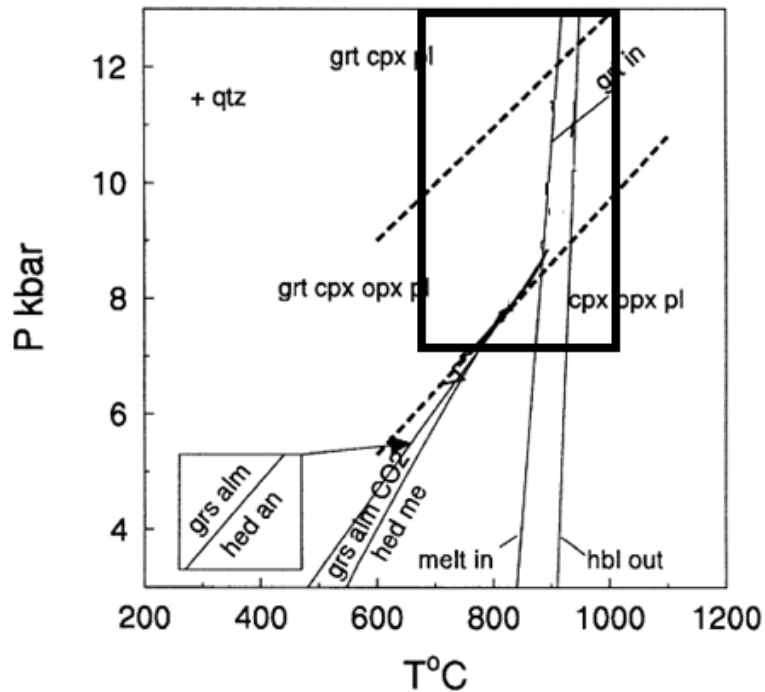 12
10
8
6
4
P kbar
grt cpx pl
grt in
+ qtz
grt cpx opx pl
cpx opx pl
grs alm
hed an
grs alm CO2
hed me
melt in
hbl out
200 400 600 800 1000 1200
T°C